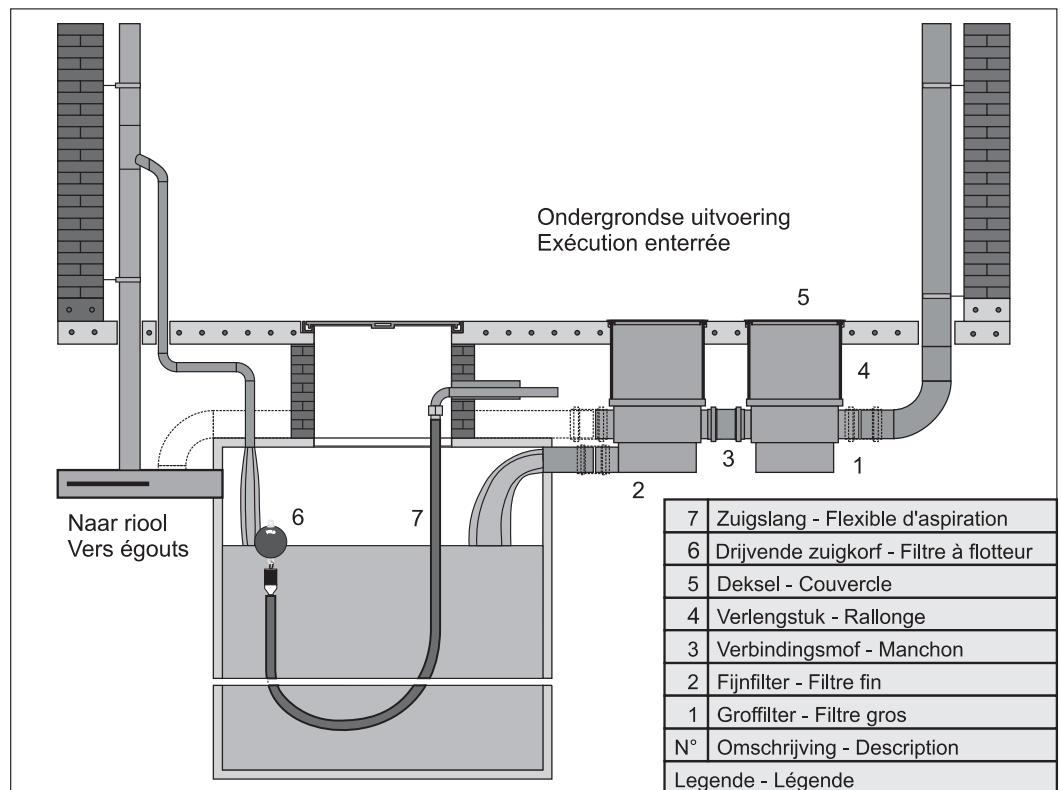 Ondergrondse uitvoering
Exécution enterrée
5
4
3
1
2
6
7
Naar riool
Vers égouts
7 Zuigslang - Flexible d'aspiration
6 Drijvende zuigkorf - Filtre à flotteur
5 Deksel - Couvercle
4 Verlengstuk - Rallonge
3 Verbindingsmof - Manchon
2 Fijnfilter - Filtre fin
1 Groffilter - Filtre gros
N° Omschrijving - Description
Legende - Légende